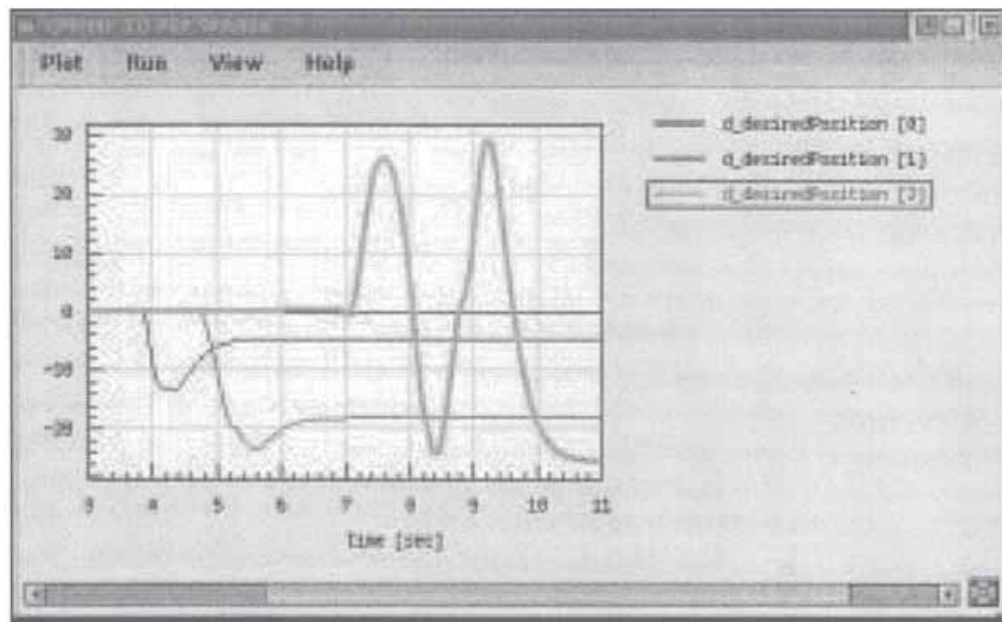 Plot Run View Help
d_desiredPosition [0]
d_desiredPosition [1]
d_desiredPosition [2]
30
20
10
0
-10
-20
3 4 5 6 7 8 9 10 11
Time [sec]